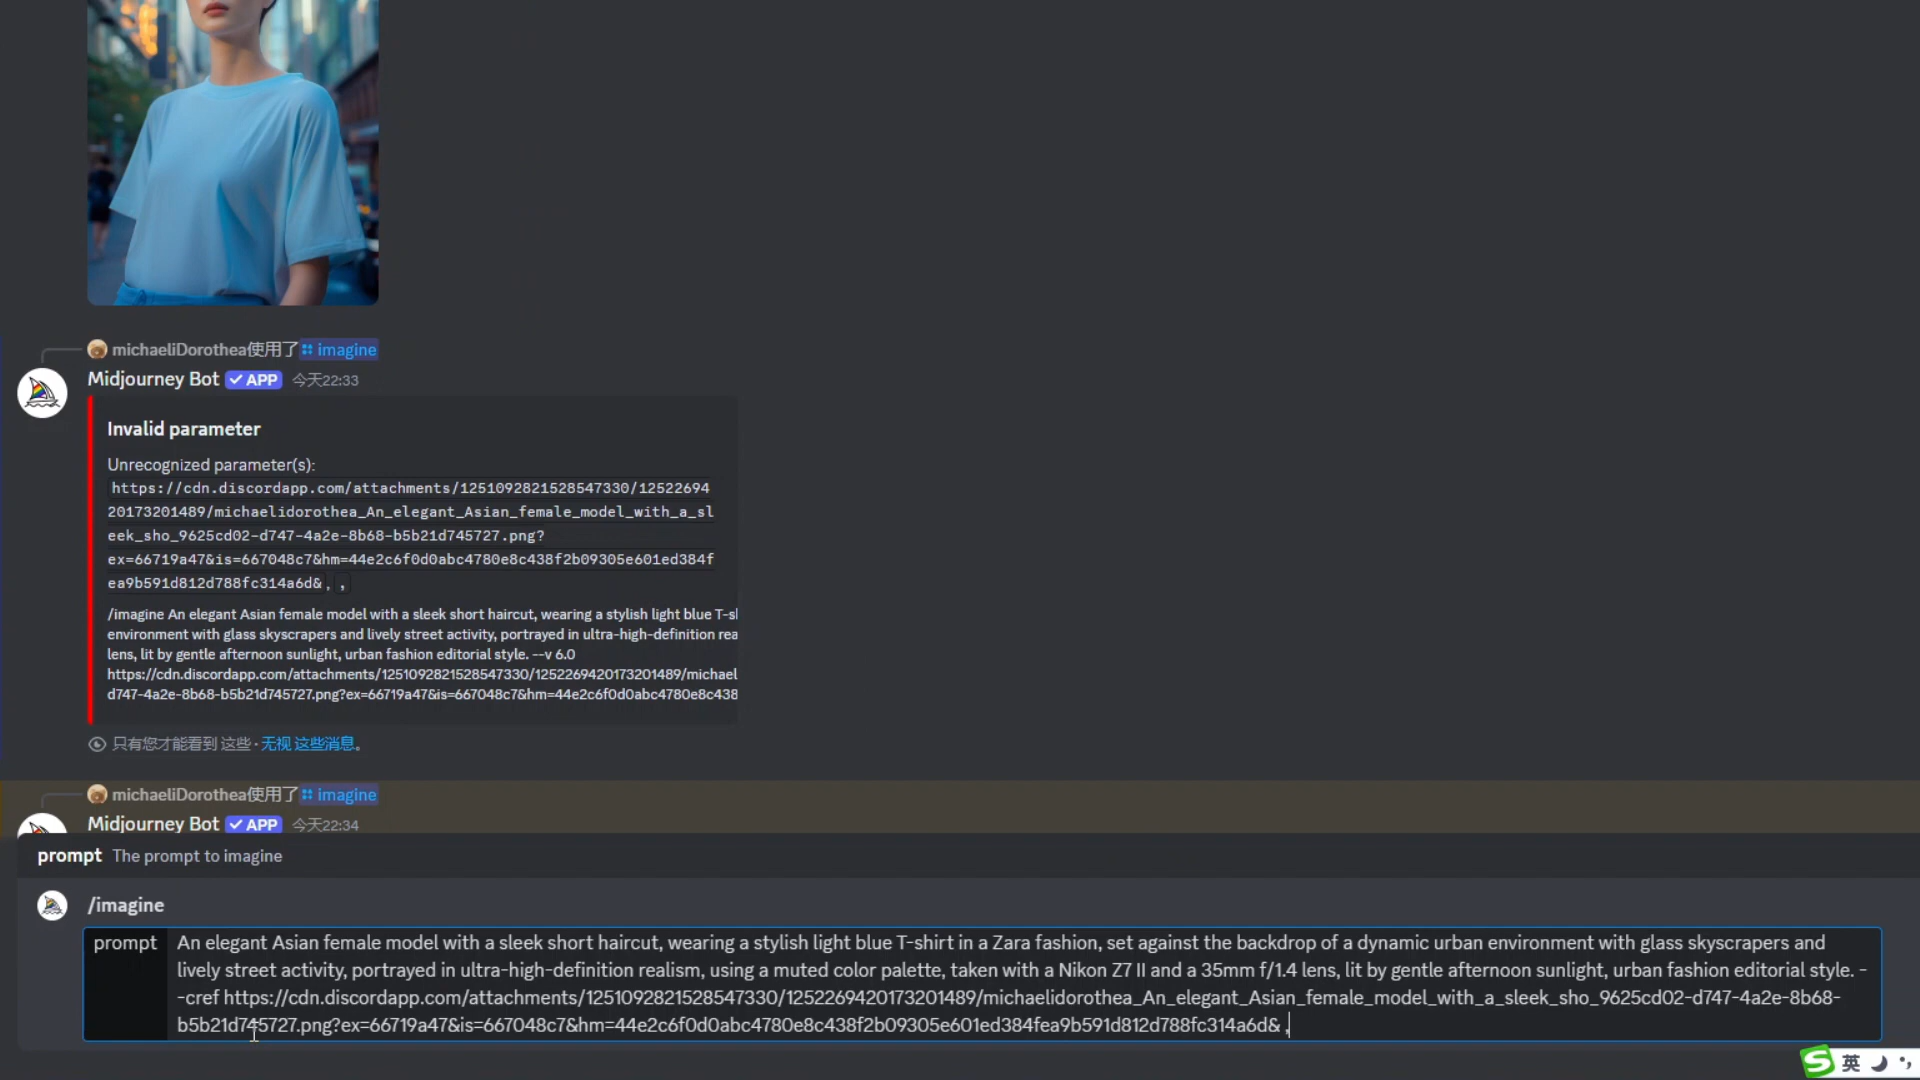 michaeliDorothea使用了 imagine
Midjourney Bot APP 今天22:33
Invalid parameter
Unrecognized parameter(s):
https://cdn.discordapp.com/attachments/1251092821528547330/12522694
20173201489/michaelidorothea_An_elegant_Asian_female_model_with_a_sl
eek_sho_9625cd02-d747-4a2e-8b68-b5b21d745727.png?
ex=66719a47&is=667048c7&hm=44e2c6f0d0abc4780e8c438f2b09305e601ed384f
ea9b591d812d788fc314a6d&, ,
/imagine An elegant Asian female model with a sleek short haircut, wearing a stylish light blue T-sl
environment with glass skyscrapers and lively street activity, portrayed in ultra-high-definition rea
lens, lit by gentle afternoon sunlight, urban fashion editorial style. --v 6.0
https://cdn.discordapp.com/attachments/1251092821528547330/1252269420173201489/michael
d747-4a2e-8b68-b5b21d745727.png?ex=66719a47&is=667048c7&hm=44e2c6f0d0abc4780e8c438
只有您才能看到 这些 · 无视 这些消息。
michaeliDorothea使用了 imagine
Midjourney Bot APP 今天22:34
prompt The prompt to imagine
/imagine
prompt An elegant Asian female model with a sleek short haircut, wearing a stylish light blue T-shirt in a Zara fashion, set against the backdrop of a dynamic urban environment with glass skyscrapers and
lively street activity, portrayed in ultra-high-definition realism, using a muted color palette, taken with a Nikon Z7 II and a 35mm f/1.4 lens, lit by gentle afternoon sunlight, urban fashion editorial style. -
-cref https://cdn.discordapp.com/attachments/1251092821528547330/1252269420173201489/michaelidorothea_An_elegant_Asian_female_model_with_a_sleek_sho_9625cd02-d747-4a2e-8b68-
b5b21d745727.png?ex=66719a47&is=667048c7&hm=44e2c6f0d0abc4780e8c438f2b09305e601ed384fea9b591d812d788fc314a6d& ,
S 英